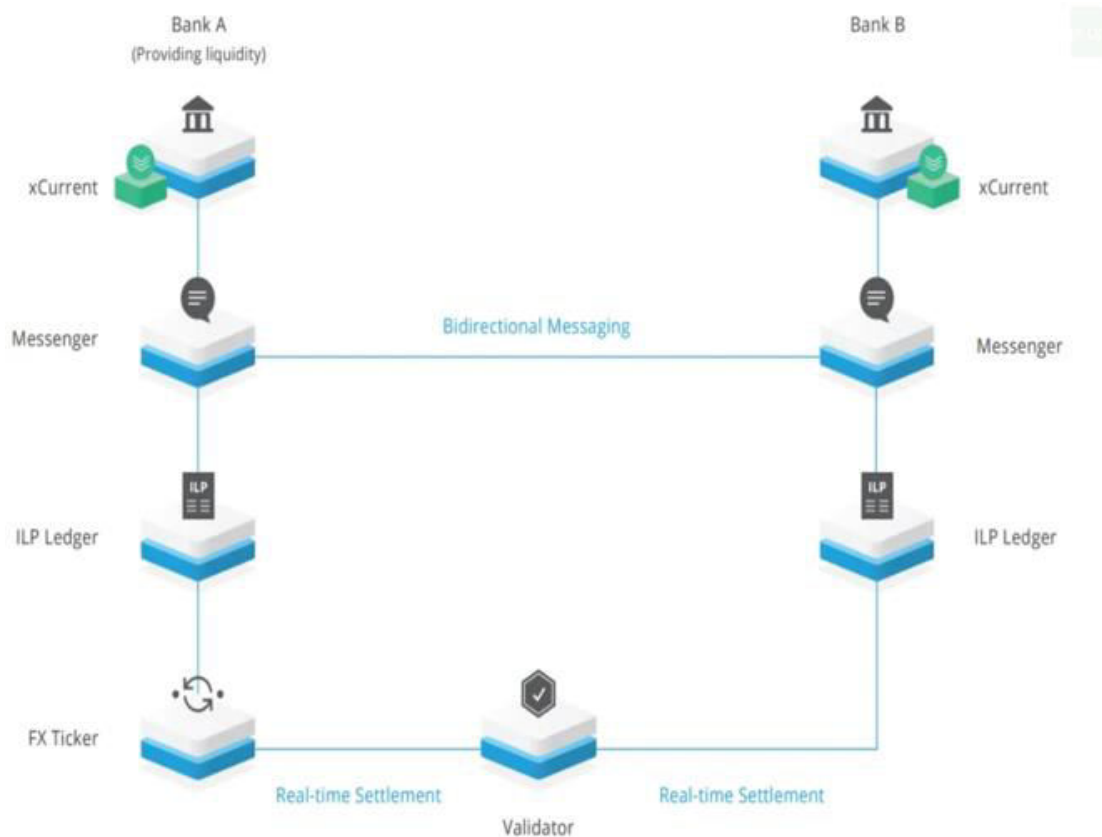 Bank A
(Providing liquidity)
Bank B
xCurrent
xCurrent
Messenger
Bidirectional Messaging
Messenger
ILP
ILP
ILP Ledger
ILP Ledger
FX Ticker
Real-time Settlement
Real-time Settlement
Validator